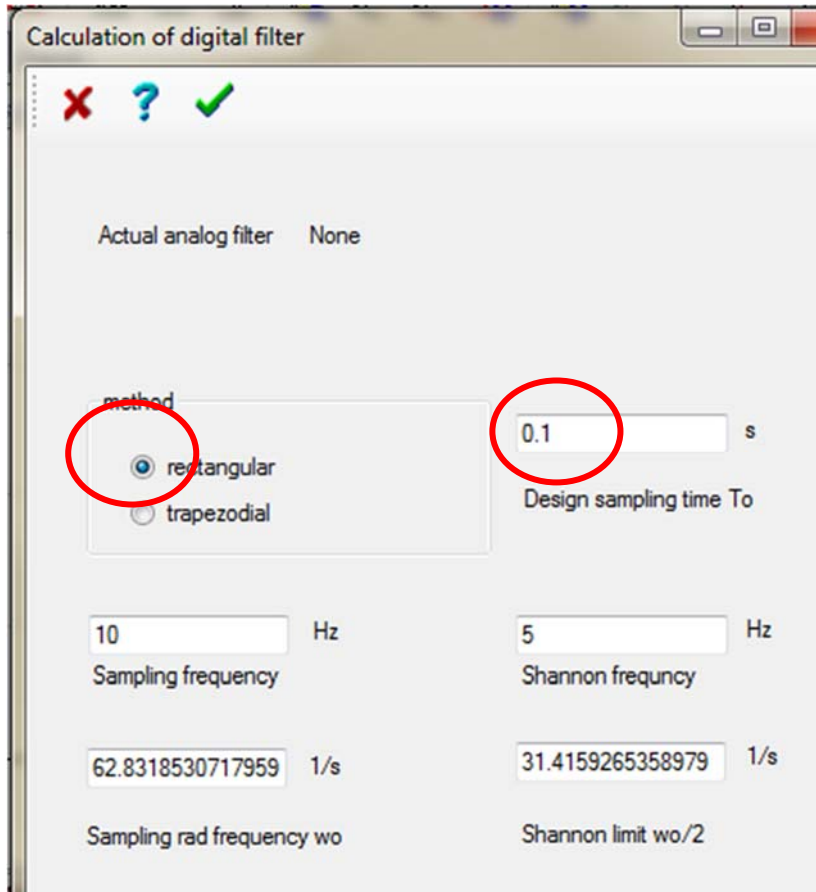 Calculation of digital filter
?
Actual analog filter None
method
rectangular
trapezodial
0.1 s
Design sampling time To
10 Hz
Sampling frequency
5 Hz
Shannon frequncy
62.8318530717959 1/s
Sampling rad frequency wo
31.4159265358979 1/s
Shannon limit wo/2